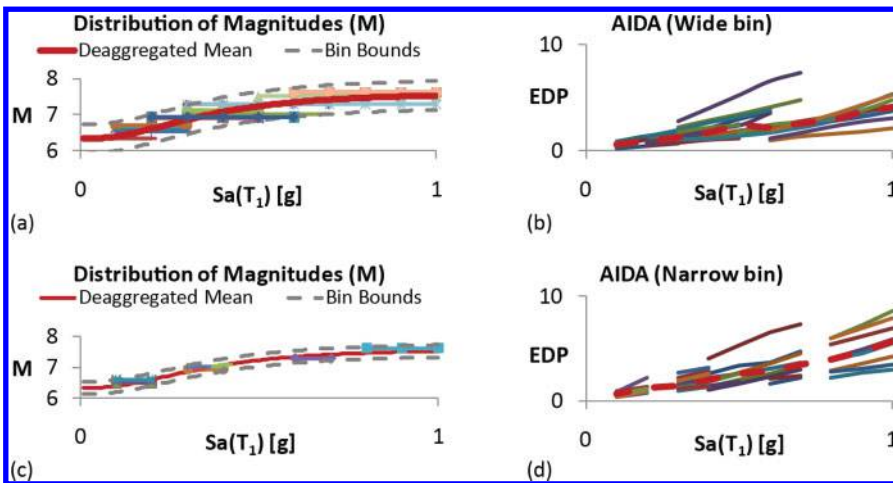 Distribution of Magnitudes (M)
Deaggregated Mean
Bin Bounds
8
M 7
6
0
1
Sa(T₁) [g]
(a)
AIDA (Wide bin)
10
EDP
0
0
1
Sa(T₁) [g]
(b)
Distribution of Magnitudes (M)
Deaggregated Mean
Bin Bounds
8
M 7
6
0
1
Sa(T₁) [g]
(c)
AIDA (Narrow bin)
10
EDP
0
0
1
Sa(T₁) [g]
(d)